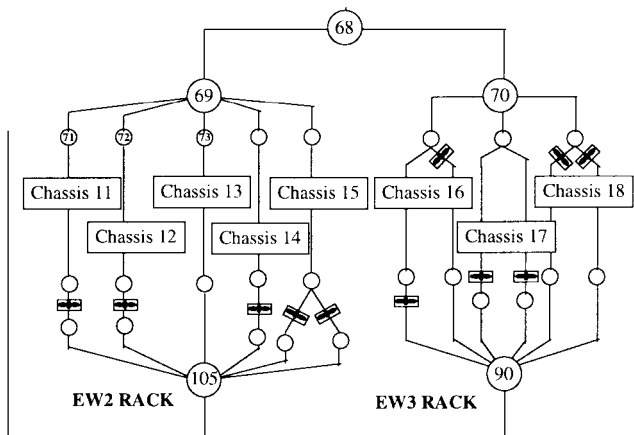 68
69
70
71
72
73
Chassis 11
Chassis 13
Chassis 15
Chassis 16
Chassis 18
Chassis 12
Chassis 14
Chassis 17
105
90
EW2 RACK
EW3 RACK